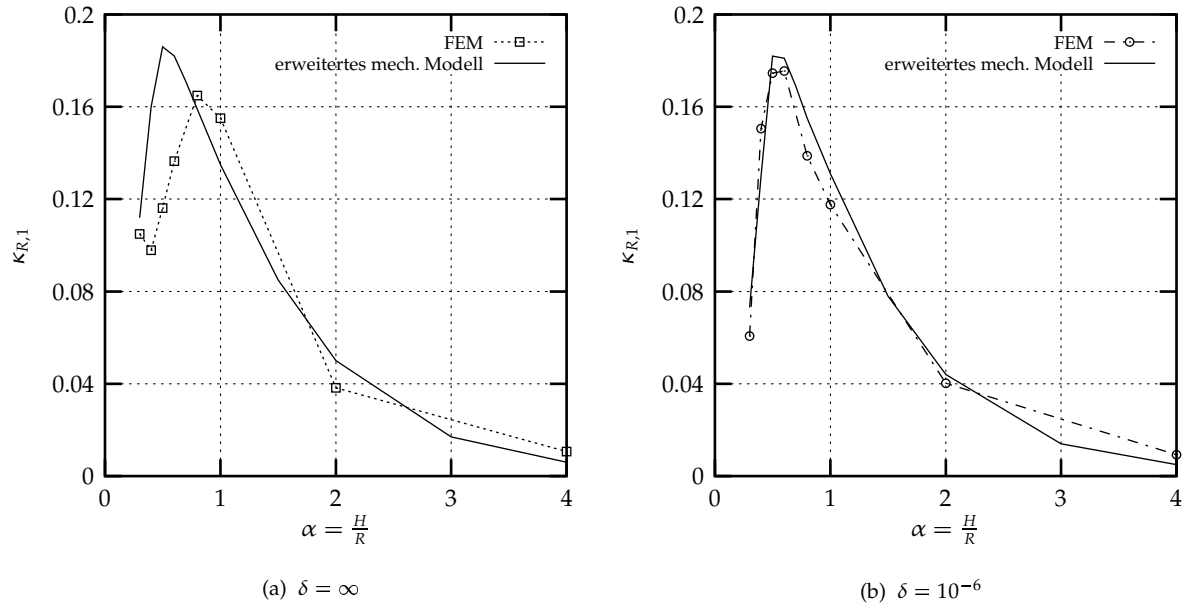 0.2
0.16
0.12
0.08
0.04
0
κR,1
0 1 2 3 4
α = H/R
FEM
erweitertes mech. Modell
(a) δ = ∞
0.2
0.16
0.12
0.08
0.04
0
κR,1
0 1 2 3 4
α = H/R
FEM
erweitertes mech. Modell
(b) δ = 10⁻⁶